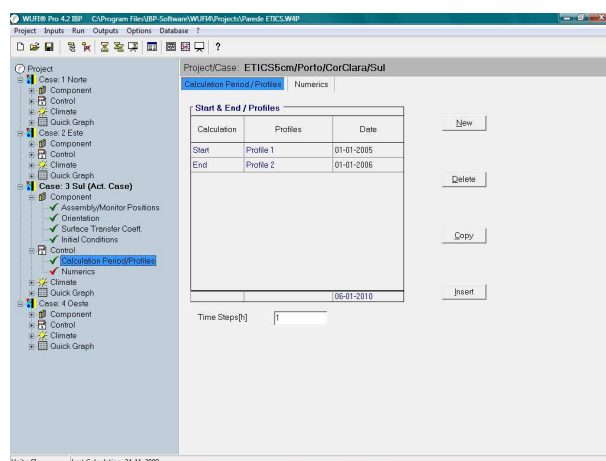 WUFI® Pro 4.2 IBP C:\Program Files\IBP-Software\WUFI4\Projects\Parede ETICS.W4P
Project Inputs Run Outputs Options Database ?
Project
Case: 1 Norte
Component
Control
Climate
Quick Graph
Case: 2 Este
Component
Control
Climate
Quick Graph
Case: 3 Sul (Act. Case)
Component
Assembly/Monitor Positions
Orientation
Surface Transfer Coeff.
Initial Conditions
Control
Calculation Period/Profiles
Numerics
Climate
Quick Graph
Case: 4 Oeste
Component
Control
Climate
Quick Graph
Project/Case: ETICS5cm/Porto/CorClara/Sul
Calculation Period / Profiles Numerics
Start & End / Profiles
Calculation Profiles Date
Start Profile 1 01-01-2005
End Profile 2 01-01-2006
06-01-2010
Time Steps[h] 1
New
Delete
Copy
Insert